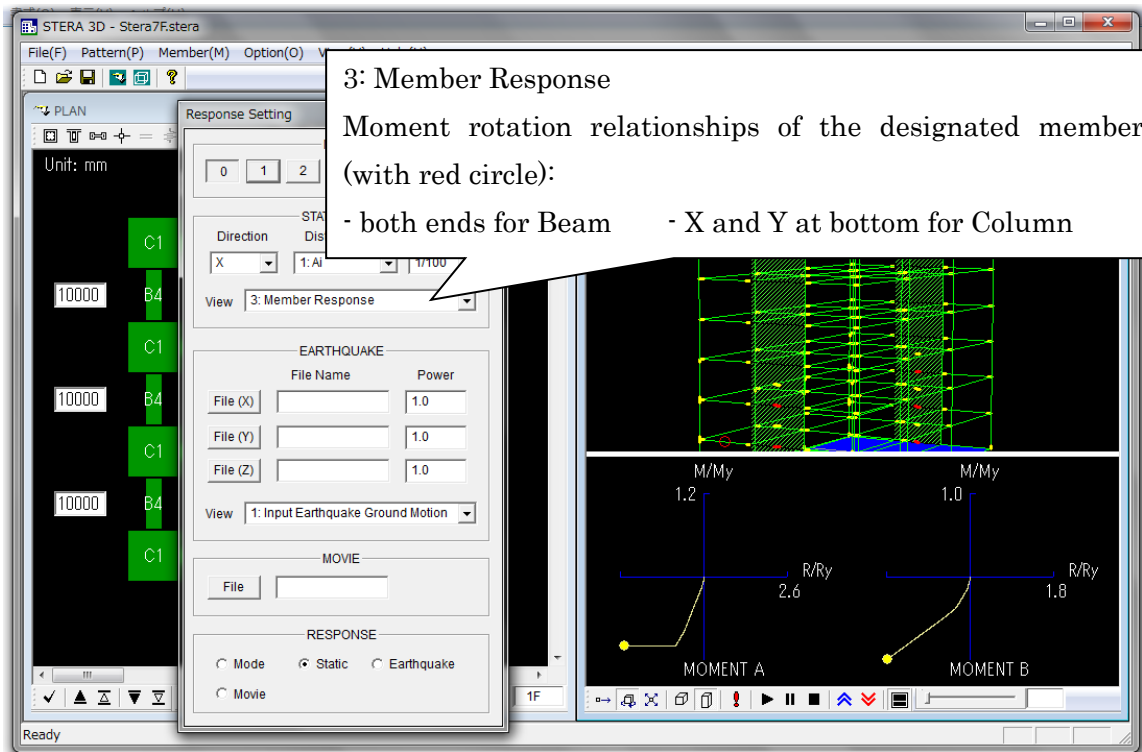 STERA 3D - Stera7F.stera
File(F) Pattern(P) Member(M) Option(O)
3: Member Response
Moment rotation relationships of the designated member
(with red circle):
- both ends for Beam - X and Y at bottom for Column
PLAN
Unit: mm
C1
10000 B4
C1
10000 B4
C1
10000 B4
C1
Response Setting
0 1 2
Direction
X 1: Ai 1/100
View 3: Member Response
EARTHQUAKE
File Name Power
File (X) 1.0
File (Y) 1.0
File (Z) 1.0
View 1: Input Earthquake Ground Motion
MOVIE
File
RESPONSE
Mode Static Earthquake
Movie
1F
M/My
1.2
R/Ry
2.6
MOMENT A
M/My
1.0
R/Ry
1.8
MOMENT B
Ready